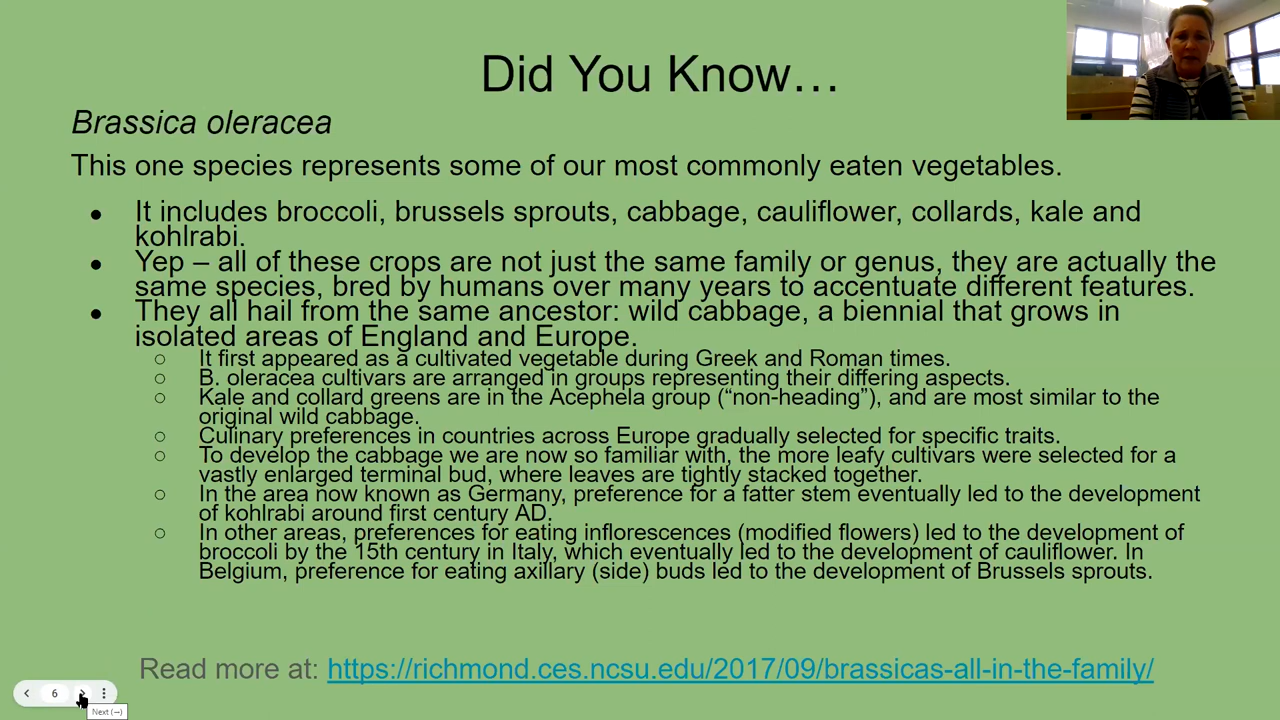 Did You Know…
Brassica oleracea
This one species represents some of our most commonly eaten vegetables.
● It includes broccoli, brussels sprouts, cabbage, cauliflower, collards, kale and
kohlrabi.
● Yep – all of these crops are not just the same family or genus, they are actually the
same species, bred by humans over many years to accentuate different features.
● They all hail from the same ancestor: wild cabbage, a biennial that grows in
isolated areas of England and Europe.
○ It first appeared as a cultivated vegetable during Greek and Roman times.
○ B. oleracea cultivars are arranged in groups representing their differing aspects.
○ Kale and collard greens are in the Acephela group (“non-heading”), and are most similar to the
original wild cabbage.
○ Culinary preferences in countries across Europe gradually selected for specific traits.
○ To develop the cabbage we are now so familiar with, the more leafy cultivars were selected for a
vastly enlarged terminal bud, where leaves are tightly stacked together.
○ In the area now known as Germany, preference for a fatter stem eventually led to the development
of kohlrabi around first century AD.
○ In other areas, preferences for eating inflorescences (modified flowers) led to the development of
broccoli by the 15th century in Italy, which eventually led to the development of cauliflower. In
Belgium, preference for eating axillary (side) buds led to the development of Brussels sprouts.
Read more at: https://richmond.ces.ncsu.edu/2017/09/brassicas-all-in-the-family/
6
Next (→)